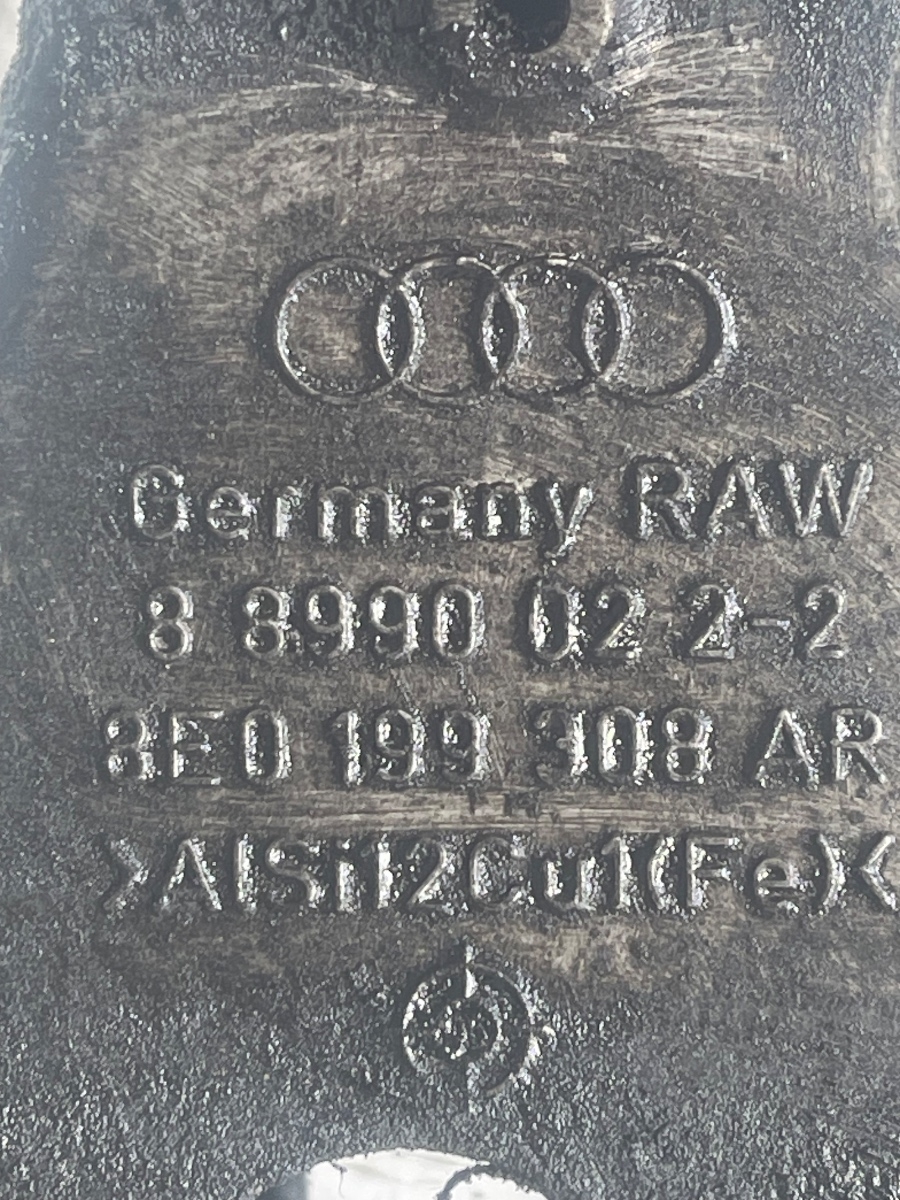 Germany RAW
8 8990 02 2-2
8E0 199 308 AR
>AlSi12Cu1(Fe)<